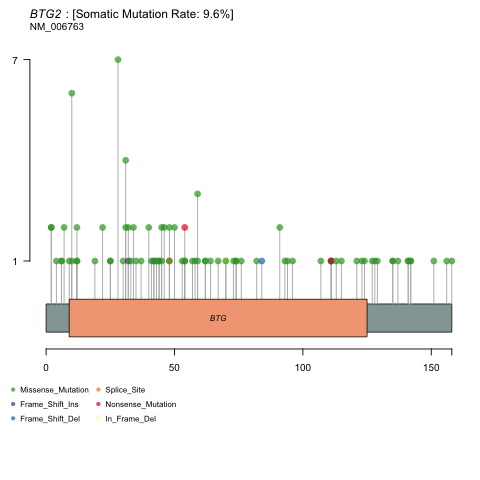 BTG2 : [Somatic Mutation Rate: 9.6%]
NM_006763
7
1
BTG
0 50 100 150
Missense_Mutation Splice_Site
Frame_Shift_Ins Nonsense_Mutation
Frame_Shift_Del In_Frame_Del